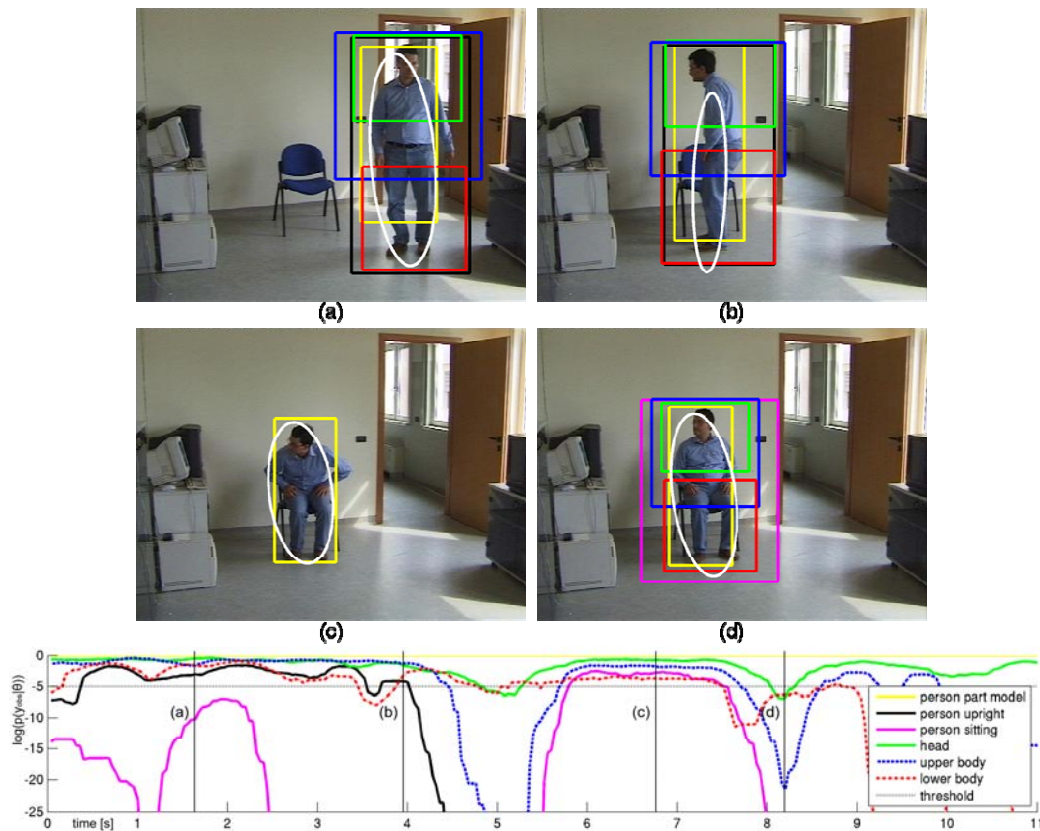 (a)
(b)
(c)
(d)
0
-5
-10
-15
-20
-25
log(p(y_obs|θ))
(a)
(b)
(c)
(d)
person part model
person upright
person sitting
head
upper body
lower body
threshold
0 time [s] 1 2 3 4 5 6 7 8 9 10 11